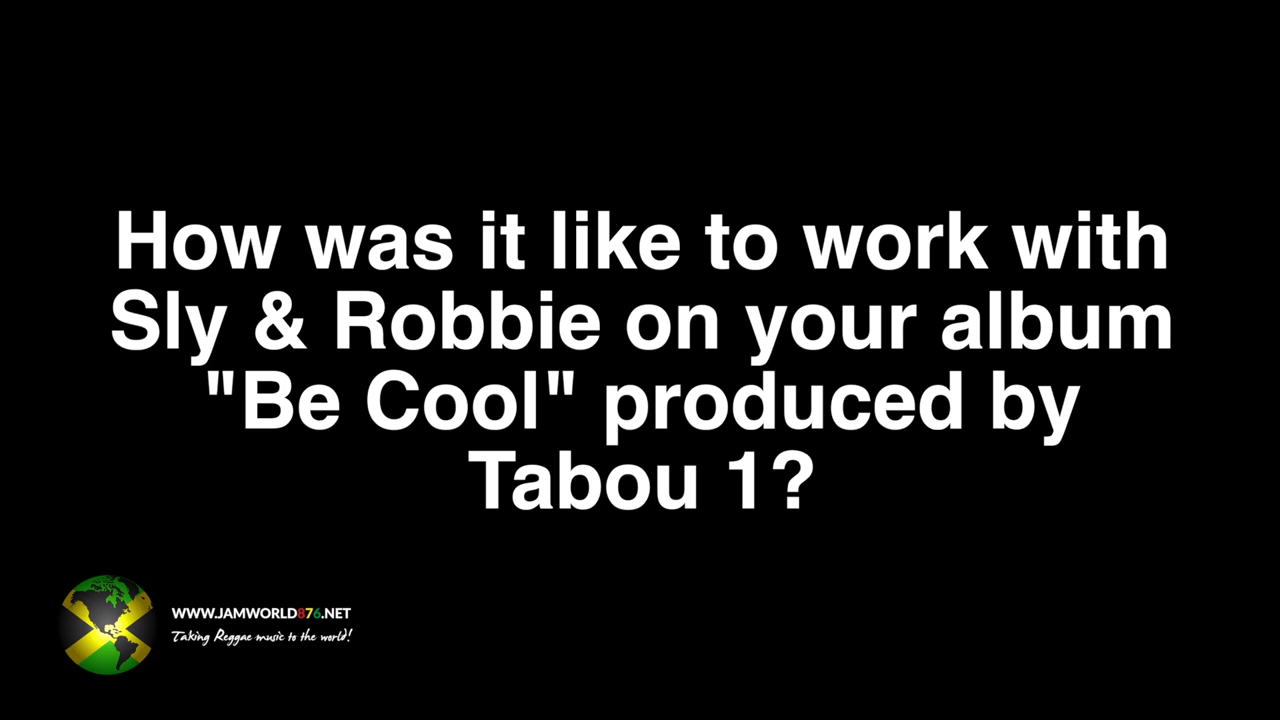 How was it like to work with
Sly & Robbie on your album
"Be Cool" produced by
Tabou 1?
WWW.JAMWORLD876.NET
Taking Reggae music to the world!